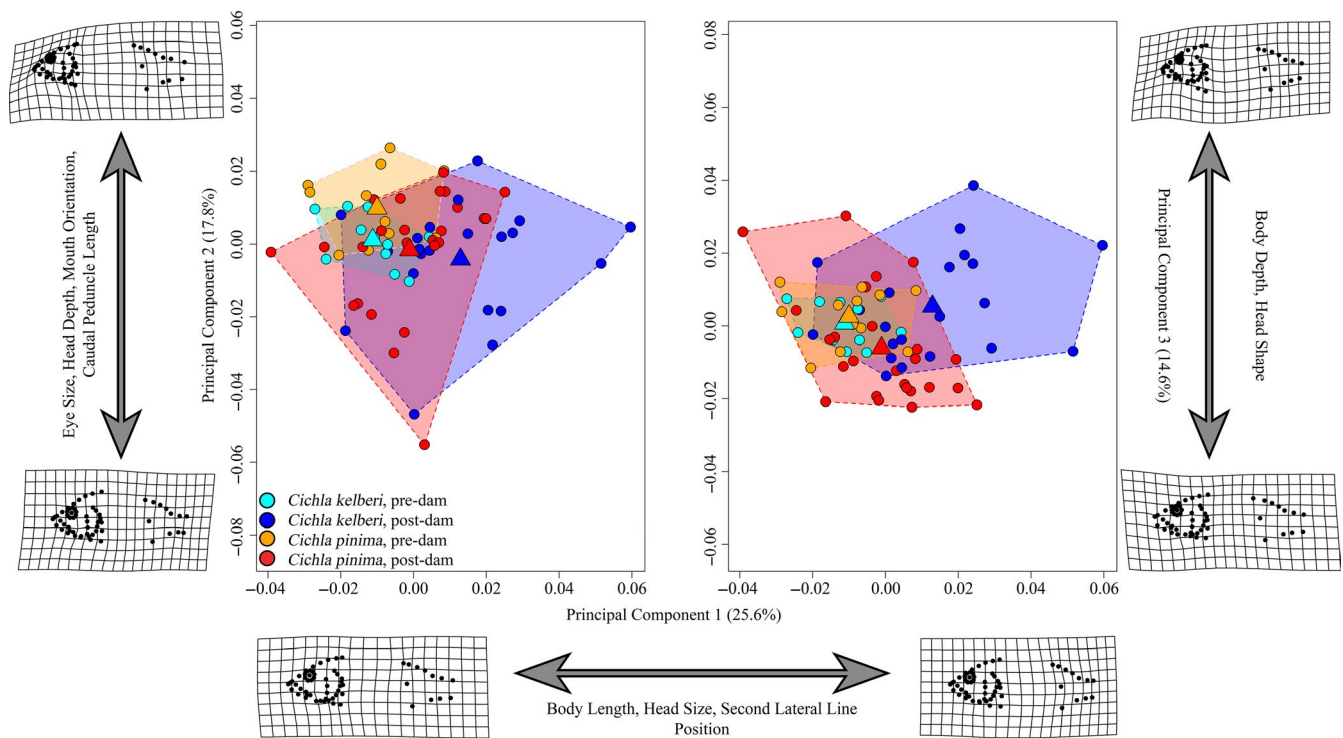 Eye Size, Head Depth, Mouth Orientation,
Caudal Peduncle Length
Principal Component 2 (17.8%)
0.06
0.04
0.02
0.00
−0.02
−0.04
−0.06
−0.08
Cichla kelberi, pre-dam
Cichla kelberi, post-dam
Cichla pinima, pre-dam
Cichla pinima, post-dam
−0.04
−0.02
0.00
0.02
0.04
0.06
0.08
0.06
0.04
0.02
0.00
−0.02
−0.04
−0.06
−0.04
−0.02
0.00
0.02
0.04
0.06
Principal Component 3 (14.6%)
Body Depth, Head Shape
Principal Component 1 (25.6%)
Body Length, Head Size, Second Lateral Line
Position